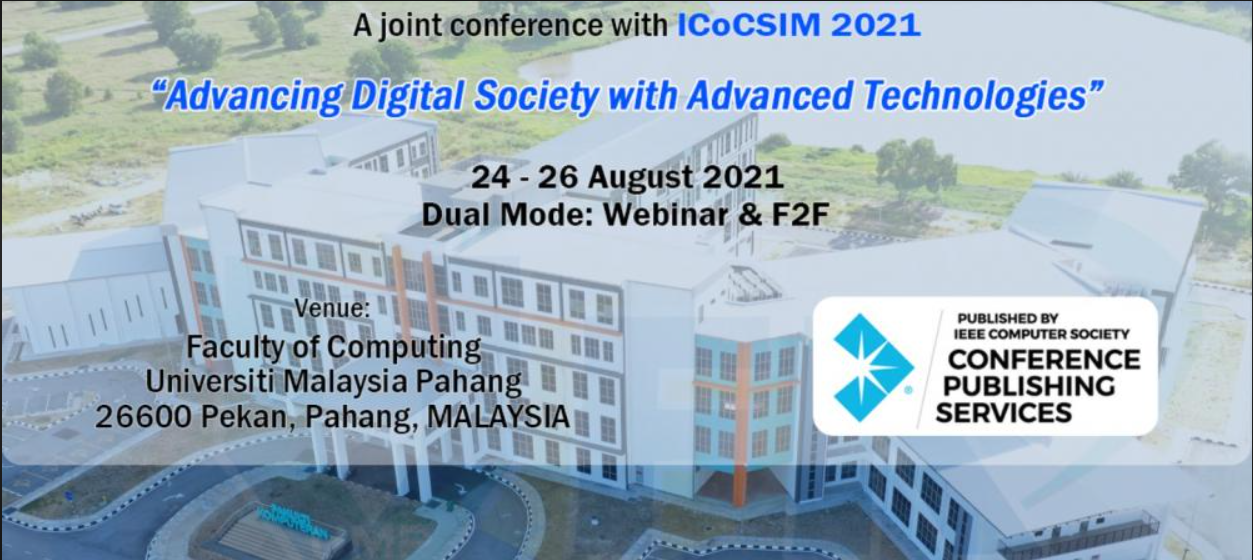 A joint conference with ICoCSIM 2021
“Advancing Digital Society with Advanced Technologies”
24 - 26 August 2021
Dual Mode: Webinar & F2F
Venue:
Faculty of Computing
Universiti Malaysia Pahang
26600 Pekan, Pahang, MALAYSIA
PUBLISHED BY
IEEE COMPUTER SOCIETY
CONFERENCE
PUBLISHING
SERVICES
®
KOMPUTERAN